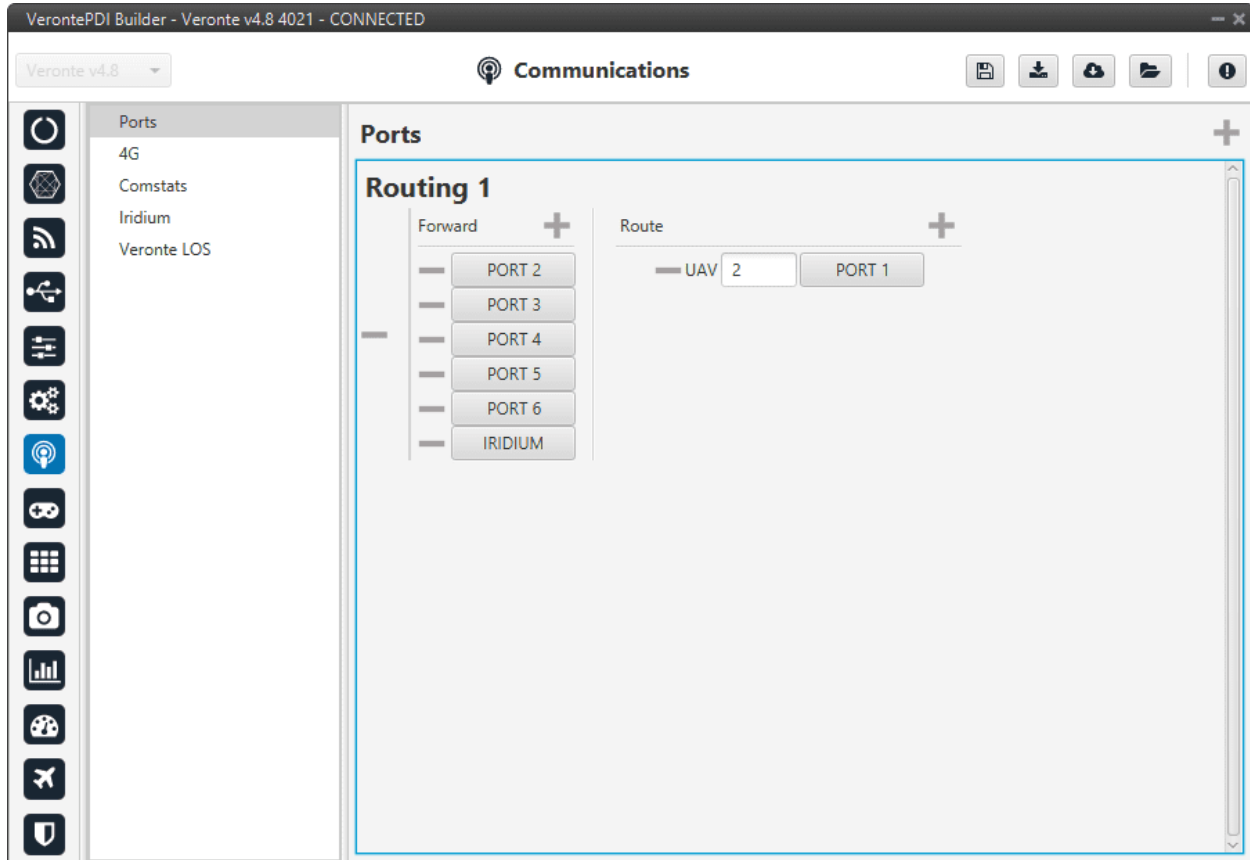 VerontePDI Builder - Veronte v4.8 4021 - CONNECTED
Veronte v4.8
Communications
Ports
4G
Comstats
Iridium
Veronte LOS
Ports
Routing 1
Forward
Route
PORT 2
UAV 2 PORT 1
PORT 3
PORT 4
PORT 5
PORT 6
IRIDIUM